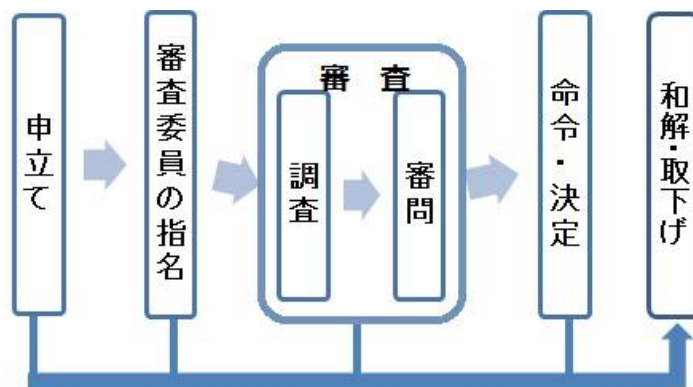 申立て
審査委員の指名
審 査
調査
審問
命令・決定
和解・取下げ